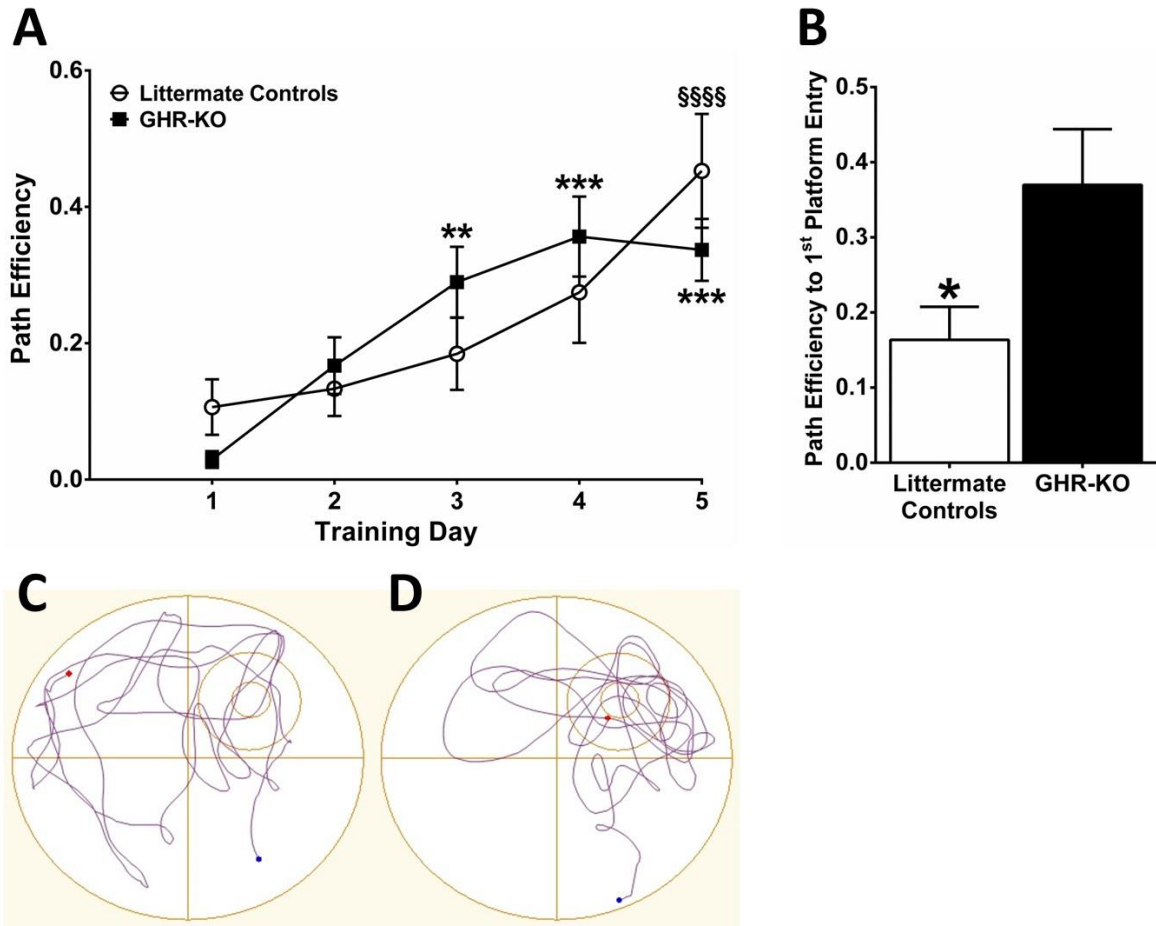 A
0.6
Littermate Controls
GHR-KO
§§§§
***
**
0.4
***
0.2
0.0
Path Efficiency
1 2 3 4 5
Training Day
B
Path Efficiency to 1st Platform Entry
0.5
0.4
0.3
0.2
*
0.1
0.0
Littermate
Controls
GHR-KO
C
D